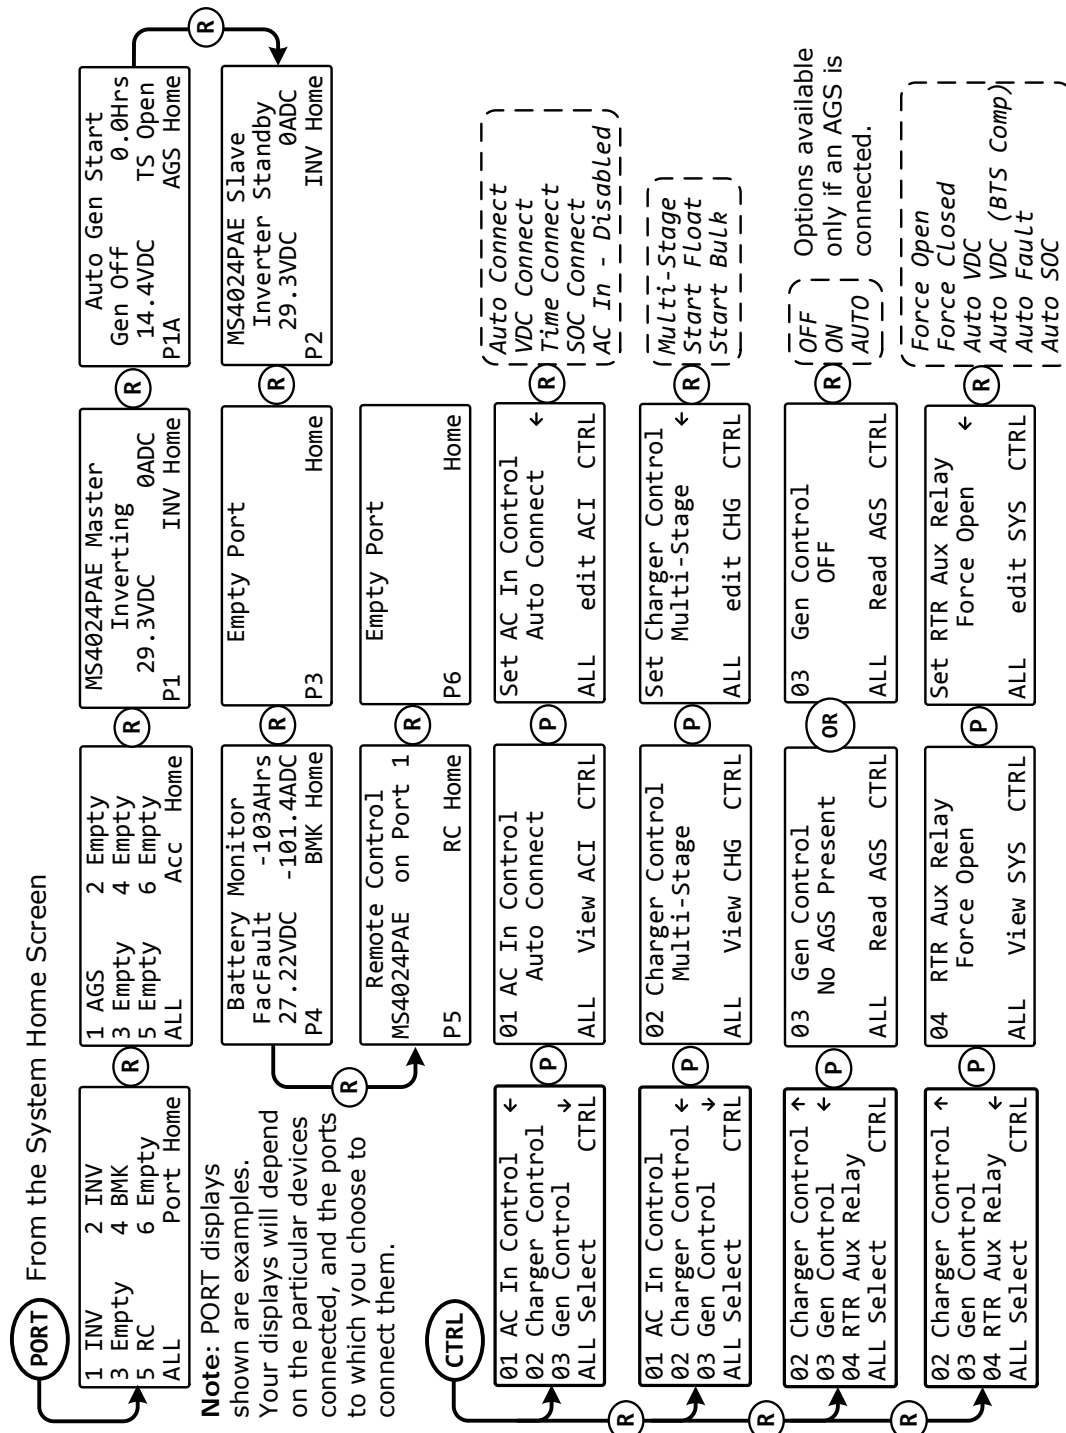 From the System Home Screen
PORT
1 INV 2 INV
3 Empty 4 BMK
5 RC 6 Empty
ALL Port Home
R
1 AGS 2 Empty
3 Empty 4 Empty
5 Empty 6 Empty
ALL Acc Home
R
MS4024PAE Master
Inverting
29.3VDC 0ADC
P1 INV Home
R
Auto Gen Start
Gen Off 0.0Hrs
14.4VDC TS Open
P1A AGS Home
R
Battery Monitor
FacFault -103AHrs
27.22VDC -101.4ADC
P4 BMK Home
R
Empty Port
P3 Home
R
MS4024PAE Slave
Inverter Standby
29.3VDC 0ADC
P2 INV Home
Note: PORT displays
shown are examples.
Your displays will depend
on the particular devices
connected, and the ports
to which you choose to
connect them.
R
Remote Control
MS4024PAE on Port 1
P5 RC Home
R
Empty Port
P6 Home
CTRL
01 AC In Control ←
02 Charger Control
03 Gen Control ↓
ALL Select CTRL
P
01 AC In Control
Auto Connect
ALL View ACI CTRL
P
Set AC In Control
Auto Connect ←
ALL edit ACI CTRL
R
Auto Connect
VDC Connect
Time Connect
SOC Connect
AC In - Disabled
R
01 AC In Control
02 Charger Control ←
03 Gen Control ↓
ALL Select CTRL
P
02 Charger Control
Multi-Stage
ALL View CHG CTRL
P
Set Charger Control
Multi-Stage ←
ALL edit CHG CTRL
R
Multi-Stage
Start Float
Start Bulk
R
02 Charger Control ↑
03 Gen Control ←
04 RTR Aux Relay
ALL Select CTRL
P
03 Gen Control
No AGS Present
ALL Read AGS CTRL
OR
03 Gen Control
OFF
ALL Read AGS CTRL
R
OFF
ON
AUTO
Options available
only if an AGS is
connected.
R
02 Charger Control ↑
03 Gen Control
04 RTR Aux Relay ←
ALL Select CTRL
P
04 RTR Aux Relay
Force Open
ALL View SYS CTRL
P
Set RTR Aux Relay
Force Open ←
ALL edit SYS CTRL
R
Force Open
Force Closed
Auto VDC
Auto VDC (BTS Comp)
Auto Fault
Auto SOC